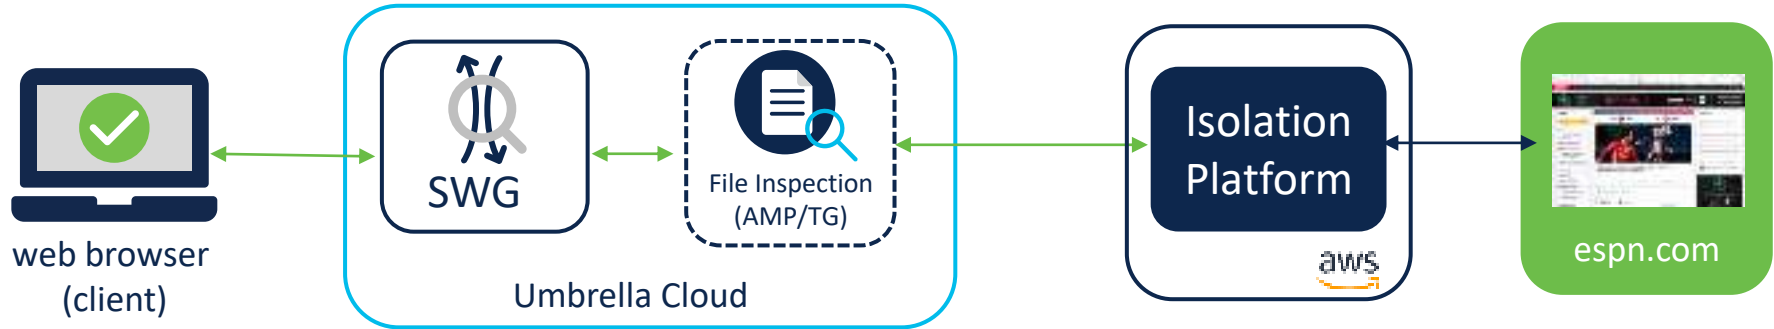 web browser
(client)
SWG
File Inspection
(AMP/TG)
Umbrella Cloud
Isolation
Platform
aws
espn.com